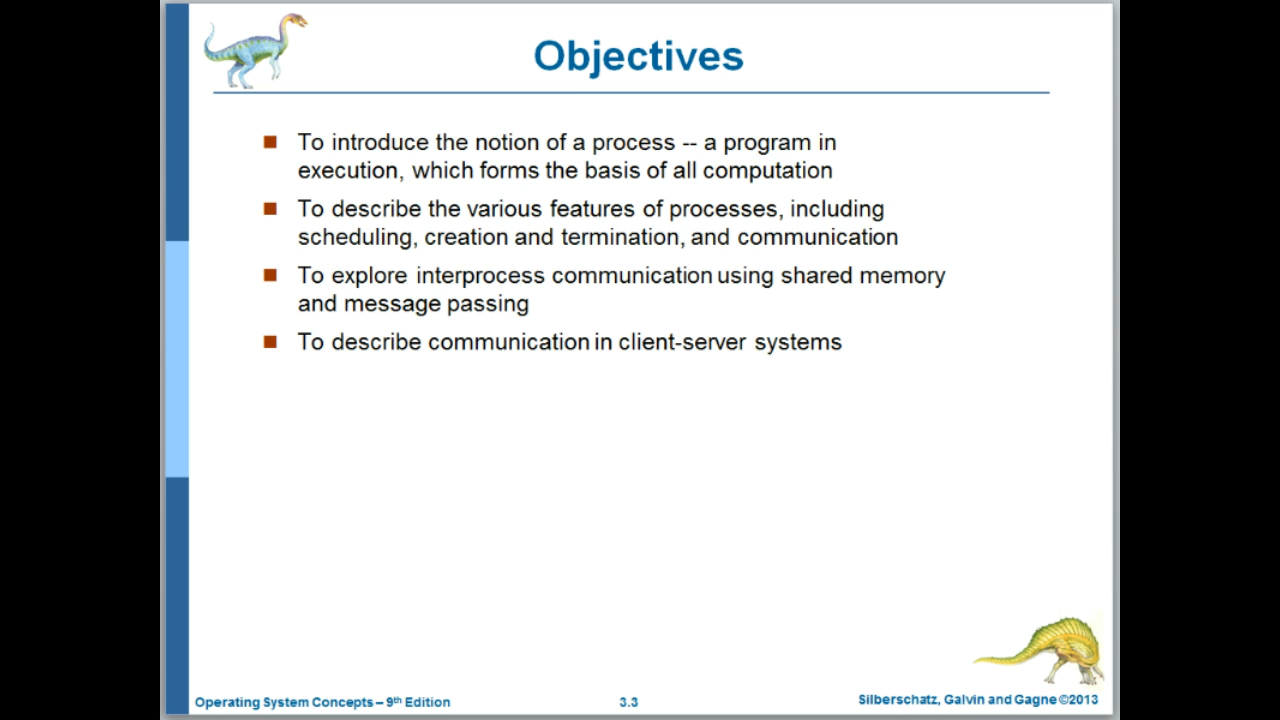 Objectives
To introduce the notion of a process -- a program in
execution, which forms the basis of all computation
To describe the various features of processes, including
scheduling, creation and termination, and communication
To explore interprocess communication using shared memory
and message passing
To describe communication in client-server systems
Operating System Concepts – 9th Edition
3.3
Silberschatz, Galvin and Gagne ©2013